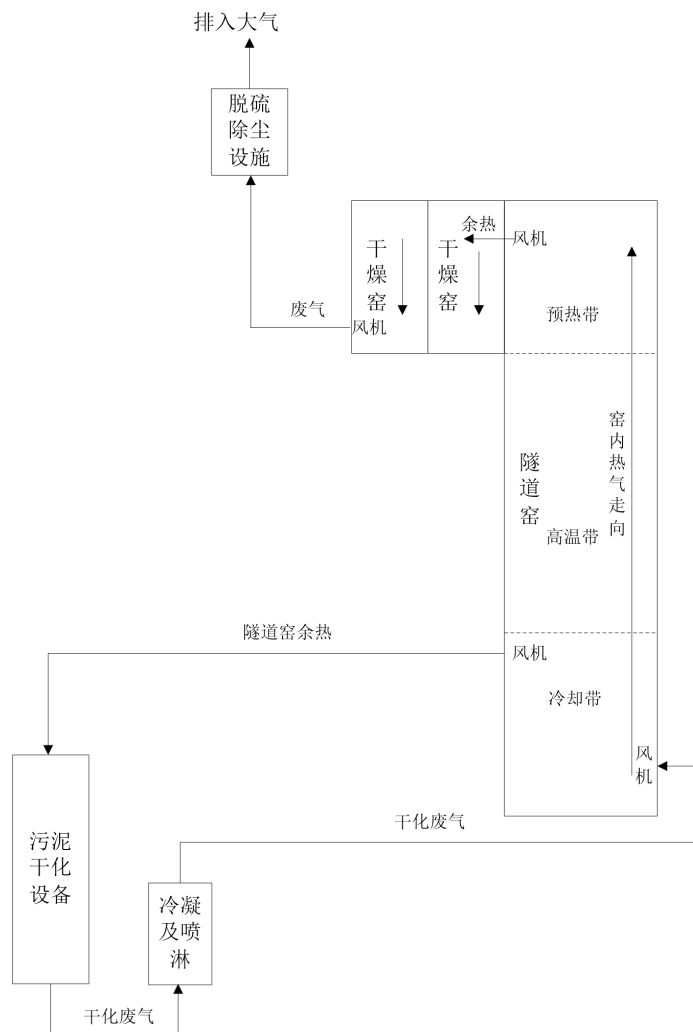 排入大气
脱硫
除尘
设施
余热
风机
干燥窑
干燥窑
预热带
废气
风机
窑内热气走向
隧道窑
高温带
隧道窑余热
风机
冷却带
风机
干化废气
污泥
干化
设备
冷凝
及喷
淋
干化废气